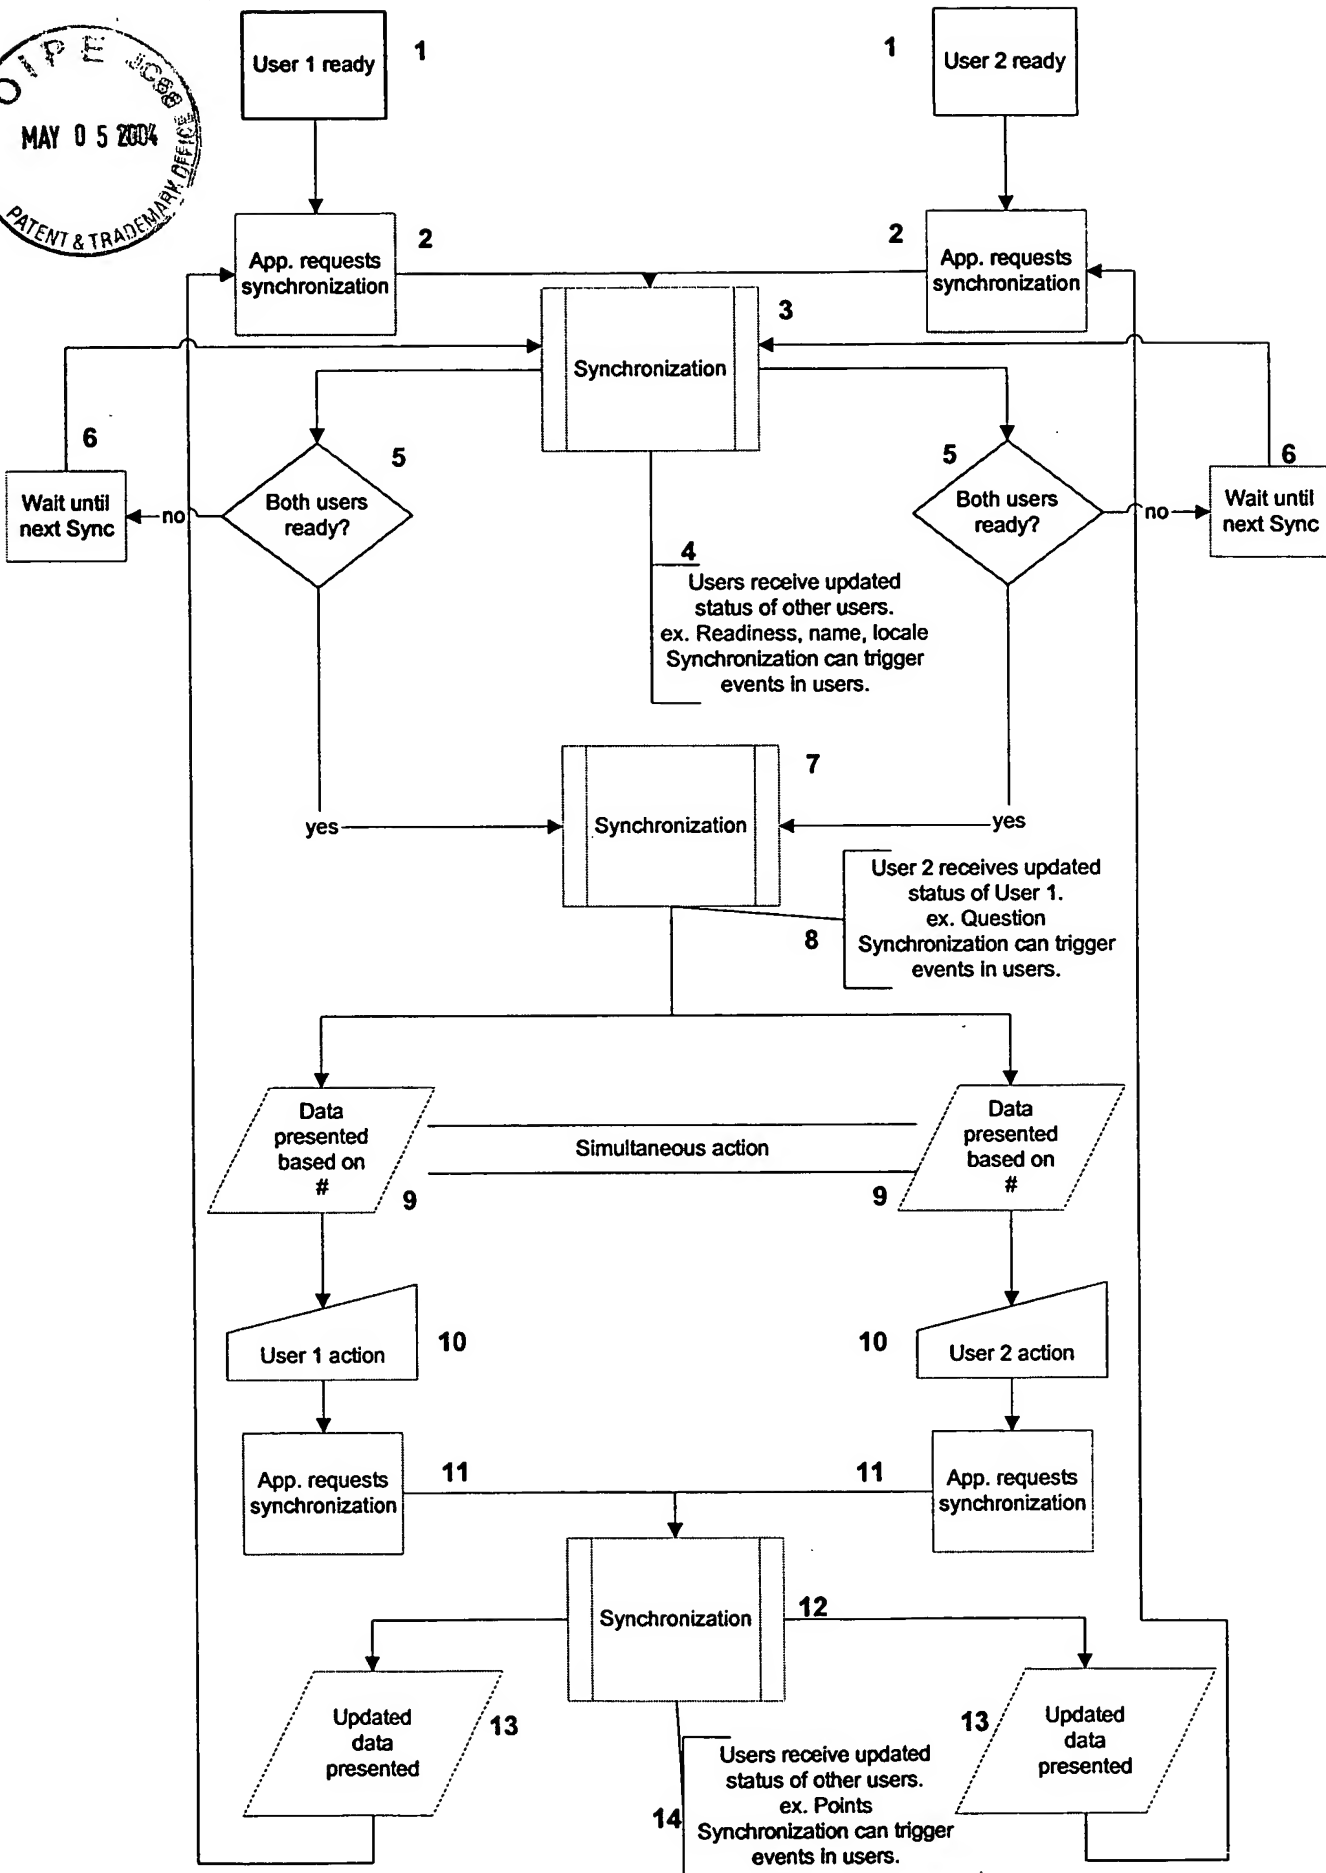 OIPE JC98
MAY 05 2004
PATENT & TRADEMARK OFFICE
User 1 ready
1
1
User 2 ready
App. requests
synchronization
2
2
App. requests
synchronization
3
Synchronization
6
5
5
6
Wait until
next Sync
no
Both users
ready?
Both users
ready?
no
Wait until
next Sync
4
Users receive updated
status of other users.
ex. Readiness, name, locale
Synchronization can trigger
events in users.
7
yes
Synchronization
yes
8
User 2 receives updated
status of User 1.
ex. Question
Synchronization can trigger
events in users.
Data
presented
based on
#
9
Simultaneous action
9
Data
presented
based on
#
User 1 action
10
10
User 2 action
App. requests
synchronization
11
11
App. requests
synchronization
Synchronization
12
Updated
data
presented
13
13
Updated
data
presented
14
Users receive updated
status of other users.
ex. Points
Synchronization can trigger
events in users.